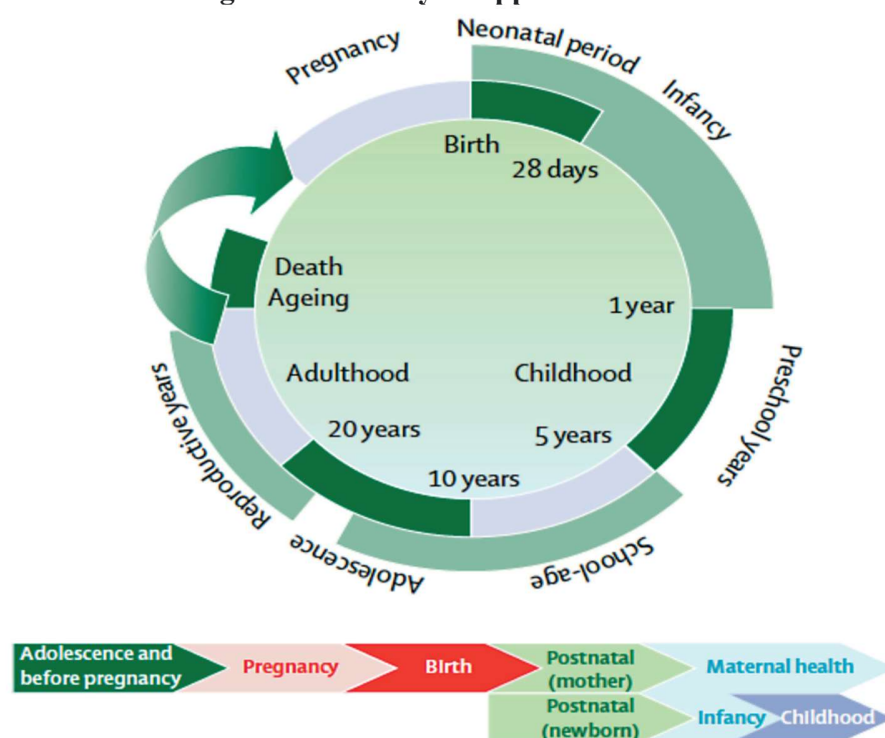 Pregnancy
Neonatal period
Infancy
Birth
28 days
Death
Ageing
1 year
Adulthood
Childhood
Preschool years
20 years
5 years
10 years
Reproductive years
Adolescence
School-age
Adolescence and
before pregnancy
Pregnancy
BIrth
Postnatal
(mother)
Maternal health
Postnatal
(newborn)
Infancy
ChIldhood